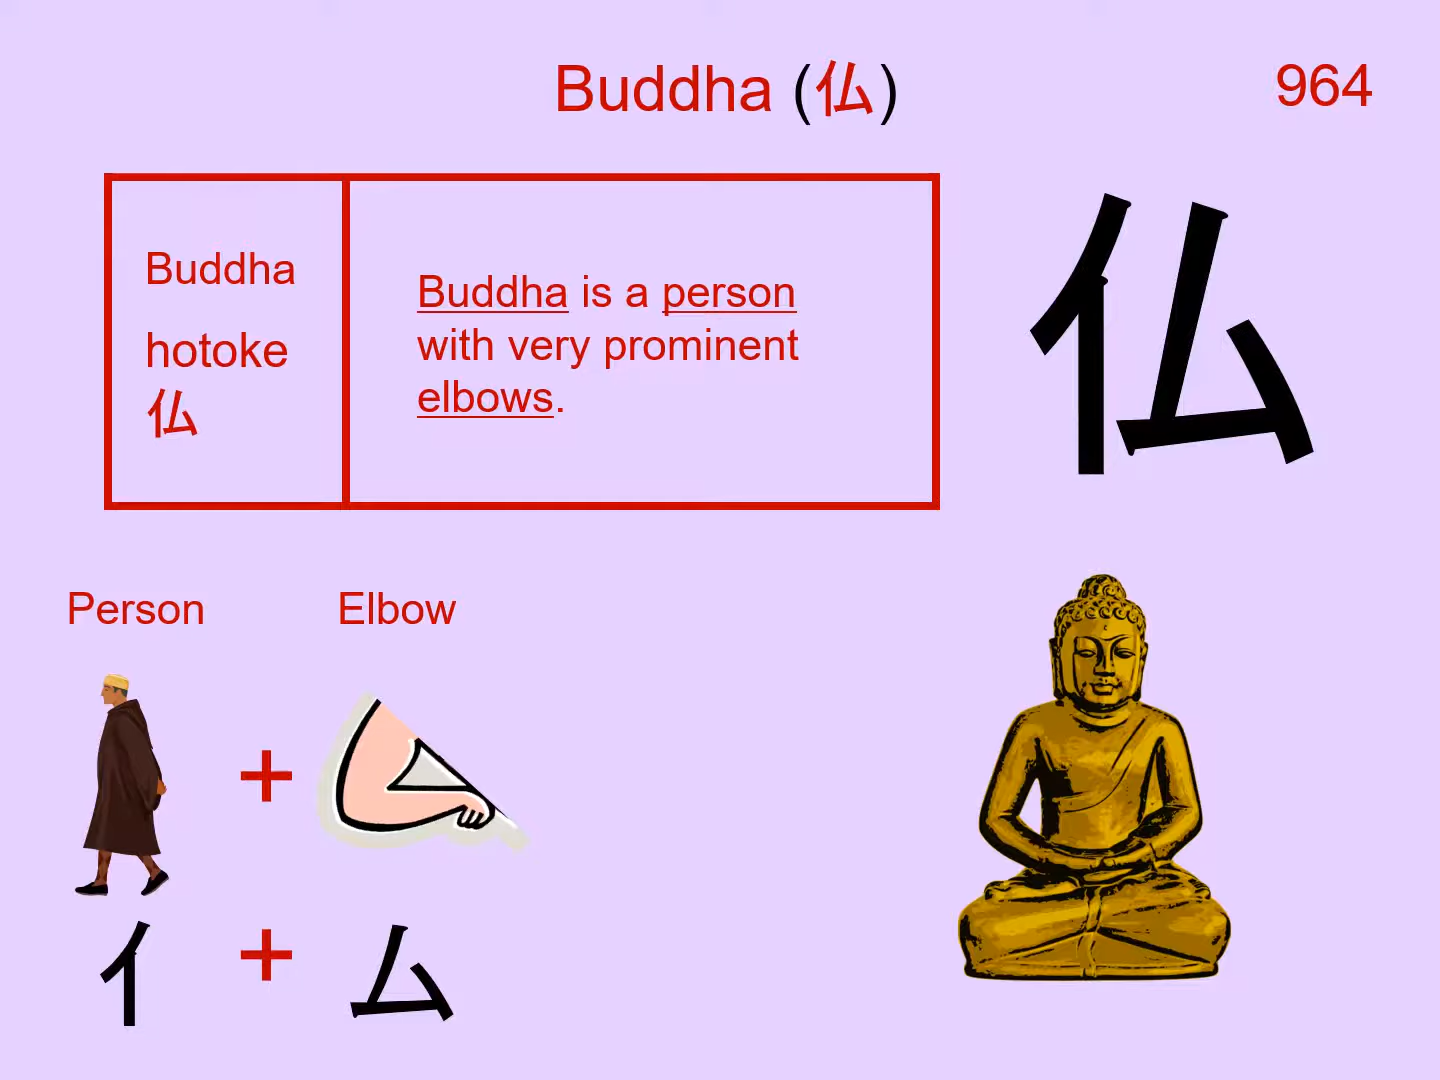 Buddha (仏)
964
Buddha
hotoke
仏
Buddha is a person
with very prominent
elbows.
仏
Person
Elbow
+
亻
+
ム